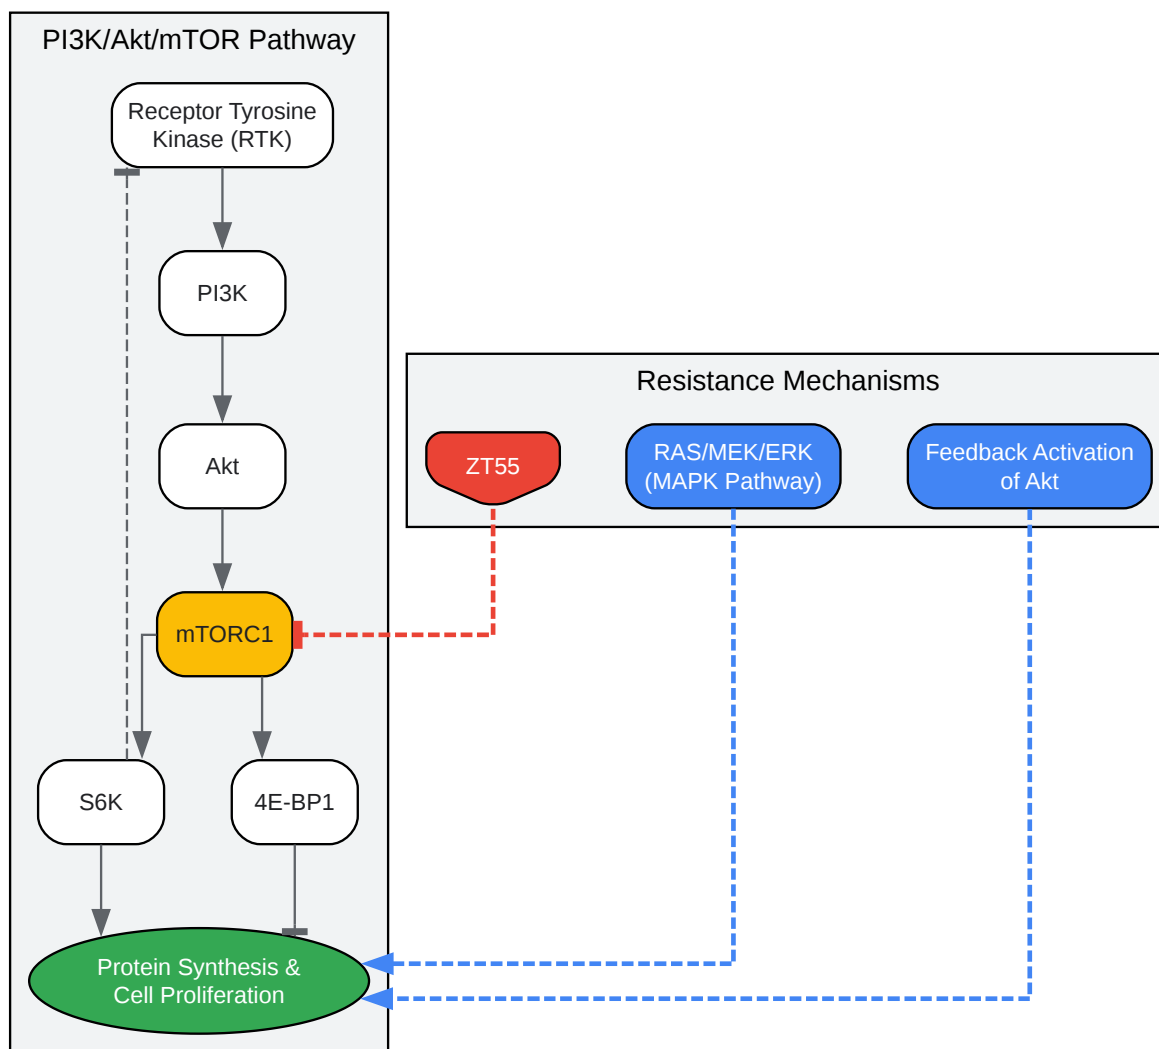 PI3K/Akt/mTOR Pathway
Receptor Tyrosine
Kinase (RTK)
PI3K
Resistance Mechanisms
Akt
ZT55
RAS/MEK/ERK
(MAPK Pathway)
Feedback Activation
of Akt
mTORC1
S6K
4E-BP1
Protein Synthesis &
Cell Proliferation